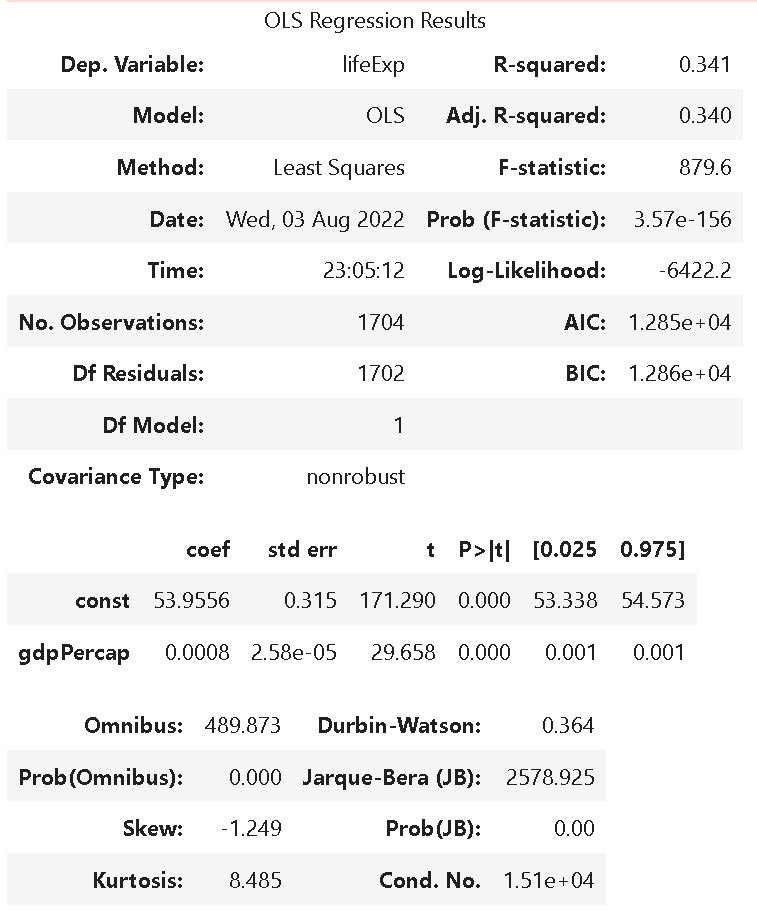 OLS Regression Results
Dep. Variable: lifeExp R-squared: 0.341
Model: OLS Adj. R-squared: 0.340
Method: Least Squares F-statistic: 879.6
Date: Wed, 03 Aug 2022 Prob (F-statistic): 3.57e-156
Time: 23:05:12 Log-Likelihood: -6422.2
No. Observations: 1704 AIC: 1.285e+04
Df Residuals: 1702 BIC: 1.286e+04
Df Model: 1
Covariance Type: nonrobust
coef std err t P>|t| [0.025 0.975]
const 53.9556 0.315 171.290 0.000 53.338 54.573
gdpPercap 0.0008 2.58e-05 29.658 0.000 0.001 0.001
Omnibus: 489.873 Durbin-Watson: 0.364
Prob(Omnibus): 0.000 Jarque-Bera (JB): 2578.925
Skew: -1.249 Prob(JB): 0.00
Kurtosis: 8.485 Cond. No. 1.51e+04